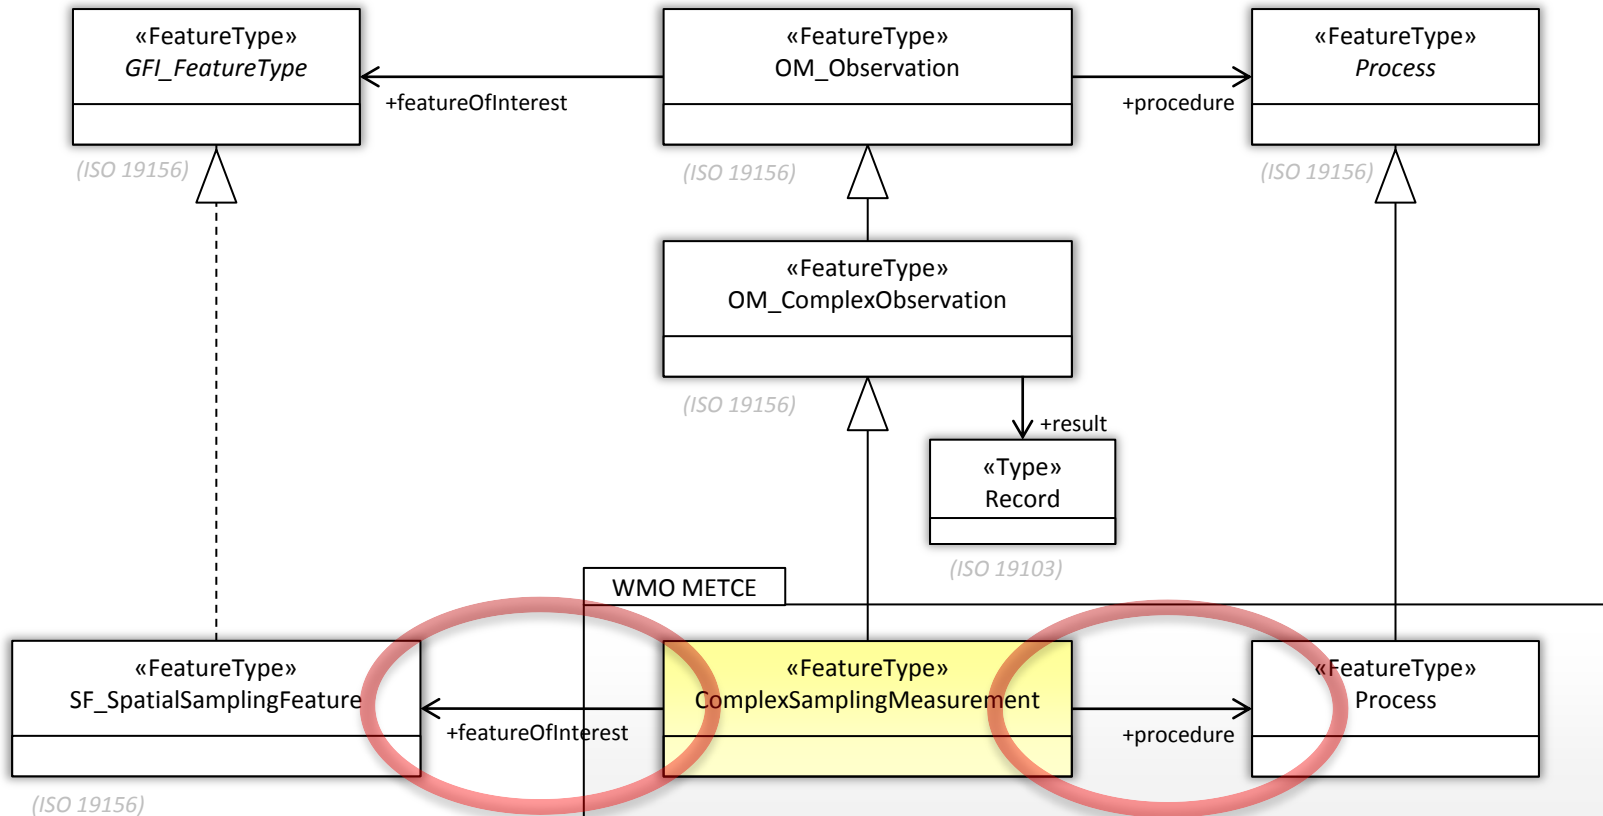 «FeatureType»
GFI_FeatureType
+featureOfInterest
«FeatureType»
OM_Observation
+procedure
«FeatureType»
Process
(ISO 19156)
(ISO 19156)
(ISO 19156)
«FeatureType»
OM_ComplexObservation
(ISO 19156)
+result
«Type»
Record
(ISO 19103)
WMO METCE
«FeatureType»
SF_SpatialSamplingFeature
+featureOfInterest
«FeatureType»
ComplexSamplingMeasurement
+procedure
«FeatureType»
Process
(ISO 19156)